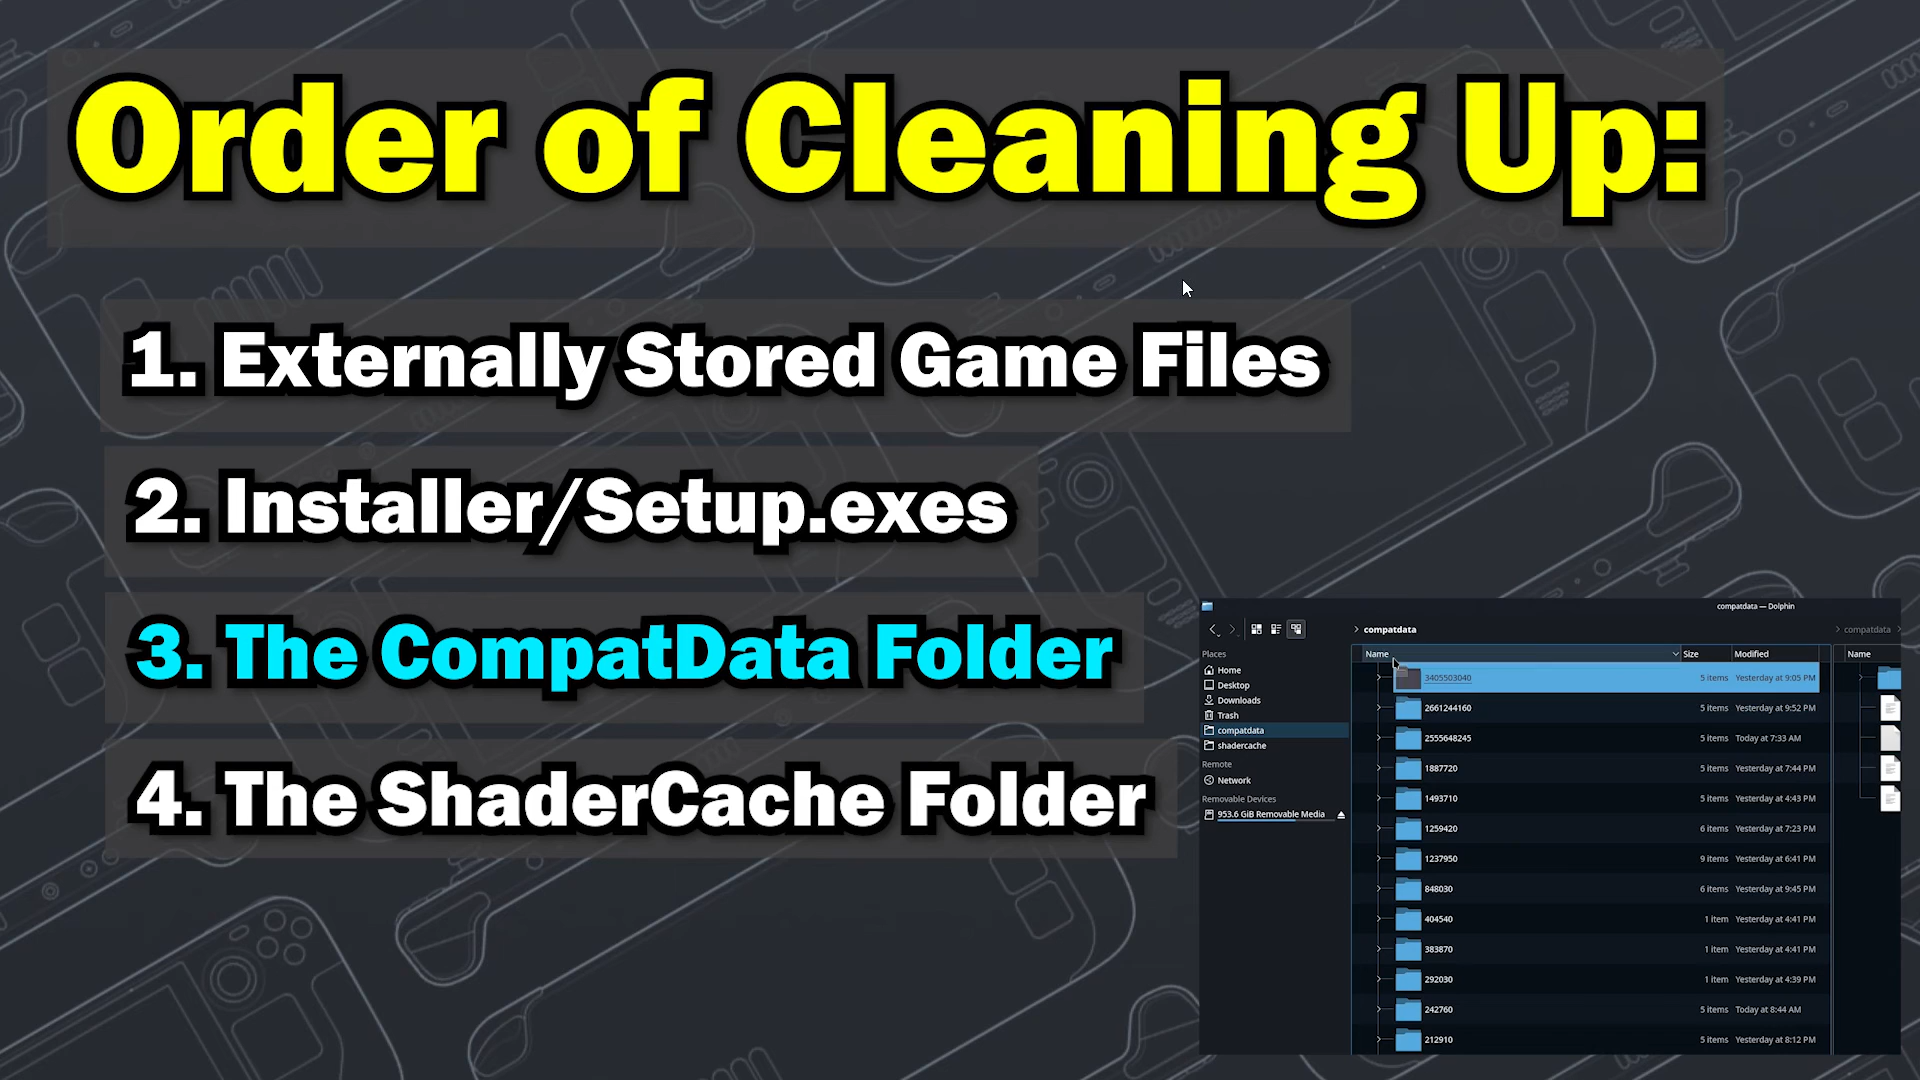 Order of Cleaning Up:
1. Externally Stored Game Files
2. Installer/Setup.exes
3. The CompatData Folder
4. The ShaderCache Folder
compatdata — Dolphin
compatdata
compatdata
Places
Home
Desktop
Downloads
Trash
compatdata
shadercache
Remote
Network
Removable Devices
953.6 GiB Removable Media
Name Size Modified Name
3405503040 5 items Yesterday at 9:05 PM
2661244160 5 items Yesterday at 9:52 PM
2555648245 5 items Today at 7:33 AM
1887720 5 items Yesterday at 7:44 PM
1493710 5 items Yesterday at 4:43 PM
1259420 6 items Yesterday at 7:23 PM
1237950 9 items Yesterday at 6:41 PM
848030 6 items Yesterday at 9:45 PM
404540 1 item Yesterday at 4:41 PM
383870 1 item Yesterday at 4:41 PM
292030 1 item Yesterday at 4:39 PM
242760 5 items Today at 8:44 AM
212910 5 items Yesterday at 8:12 PM